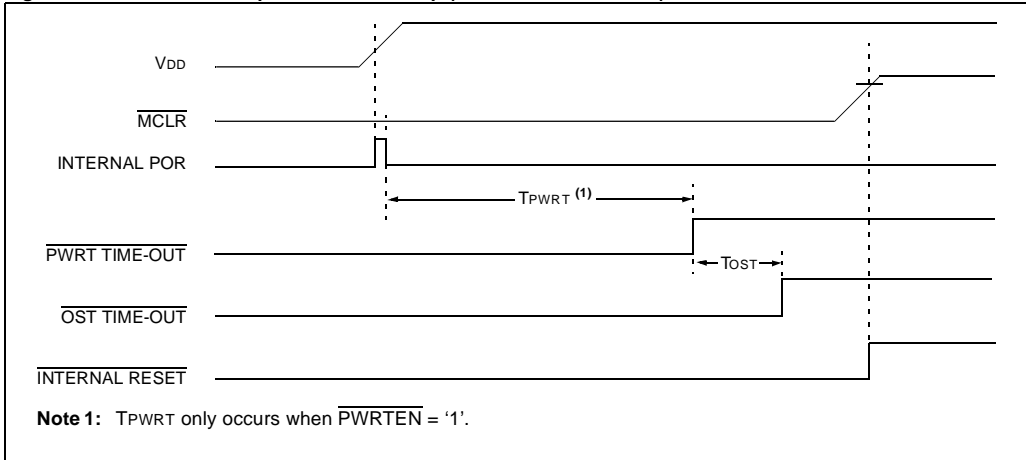 VDD
MCLR
INTERNAL POR
TPWRT (1)
PWRT TIME-OUT
TOST
OST TIME-OUT
INTERNAL RESET
Note 1: TPWRT only occurs when PWRTEN = ‘1’.